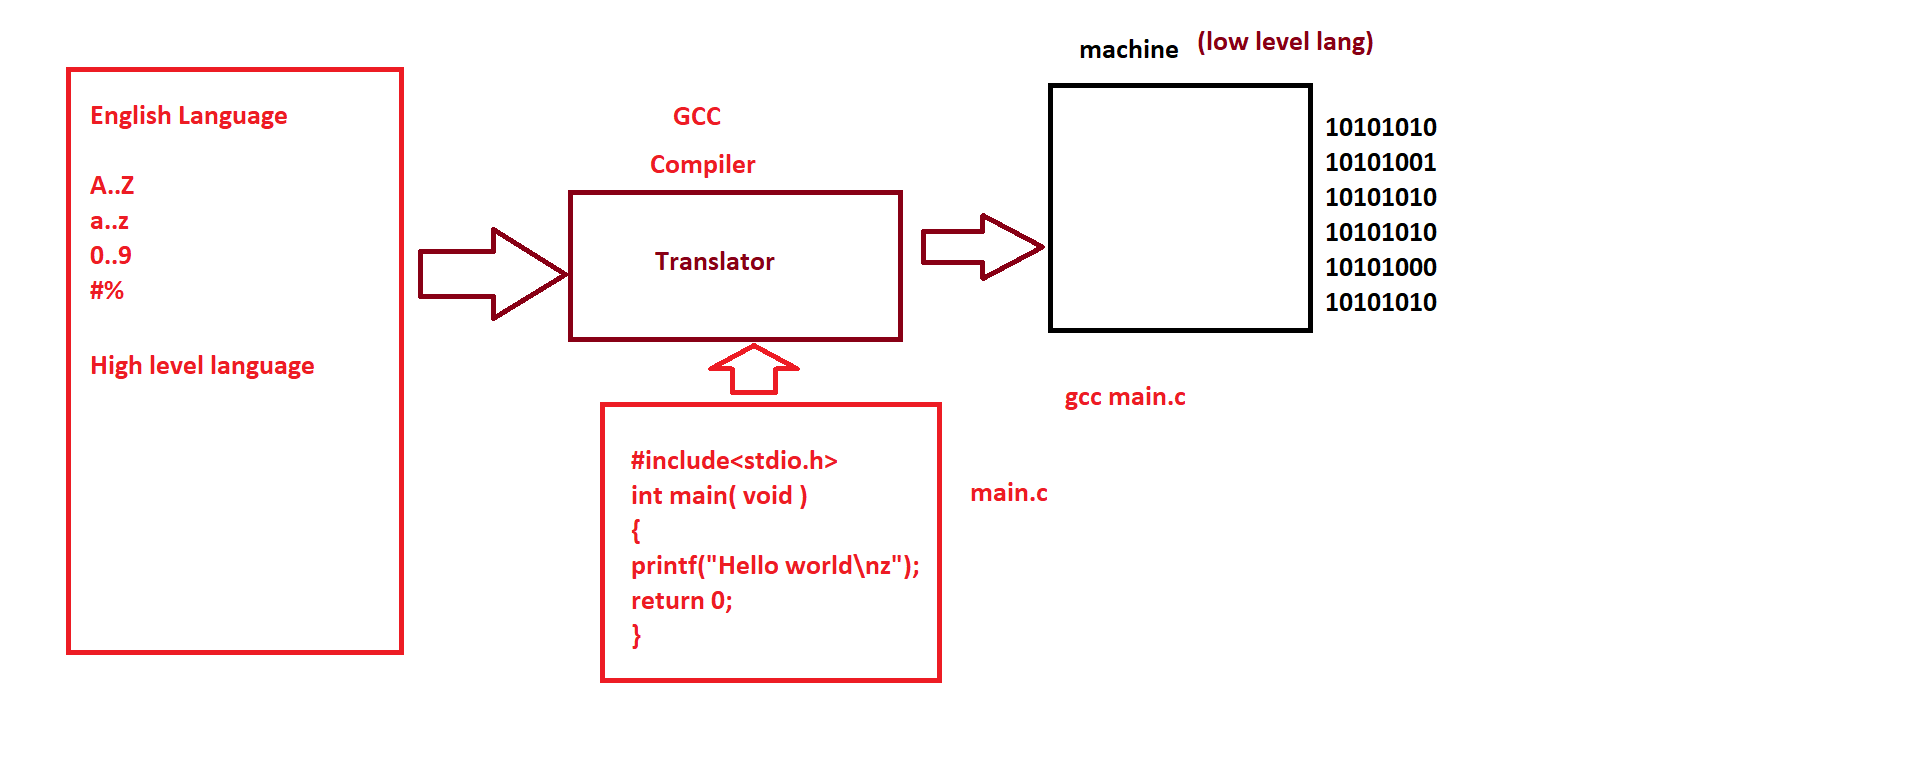 English Language
A..Z
a..z
0..9
#%
High level language
GCC
Compiler
Translator
#include<stdio.h>
int main( void )
{
printf("Hello world\nz");
return 0;
}
main.c
machine (low level lang)
10101010
10101001
10101010
10101010
10101000
10101010
gcc main.c